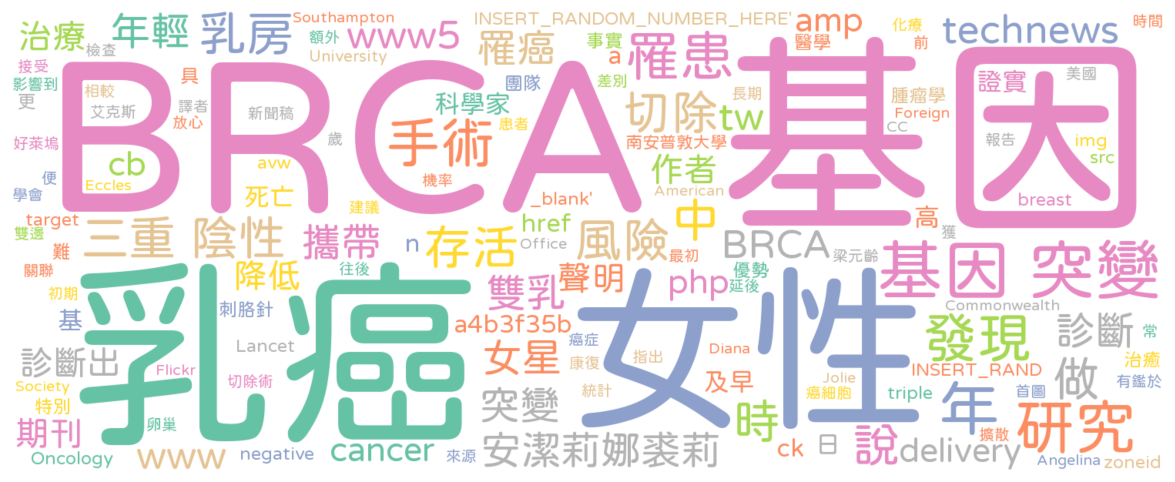 治療
年輕
乳房
Southampton
額外
University
www5
INSERT_RANDOM_NUMBER_HERE'
罹癌
事實
a
差別
amp
醫學
化療
前
technews
時間
檢查
接受
影響到
更
相較
艾克斯
具
譯者
放心
新聞稿
歲
團隊
科學家
患者
罹患
長期
腫瘤學
Foreign
CC
證實
美國
報告
img
src
好萊塢
便
學會
cb
Eccles
BRCA 基因
手術
機率
avw
切除
tw
南安普敦大學
作者
American
breast
target
雙邊
難
關聯
死亡
建議
_blank'
href
Office
中
高
獲
三重 陰性
攜帶
n
存活
風險
最初
BRCA
梁元齡
基因 突變
初期
基
降低
往後
刺胳針
雙乳
聲明
php
優勢
延後
Commonwealth
乳癌
女性
診斷出
Lancet
a4b3f35b
女星
癌症
康復
指出
統計
Diana
及早
Jolie
癌細胞
發現
診斷
常
治癒
有鑑於
INSERT_RAND
首圖
做
triple
Society
特別
Flickr
切除術
卵巢
突變
時
年
研究
擴散
期刊
Oncology
www
negative
cancer
來源
安潔莉娜裘莉
ck
日
說
delivery
Angelina
zoneid